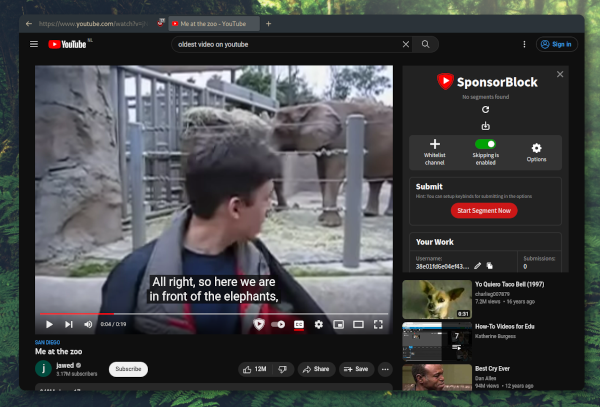 https://www.youtube.com/watch?v=j
Me at the zoo - YouTube
YouTube NL
oldest video on youtube
Sign in
SponsorBlock
No segments found
Whitelist
channel
Skipping is
enabled
Options
Submit
Hint: You can setup keybinds for submitting in the options
Start Segment Now
Your Work
Username:
Submissions:
38e01fd6e04ef43...
0
All right, so here we are
in front of the elephants,
0:04 / 0:19
SAN DIEGO
Me at the zoo
jawed
3.17M subscribers
Subscribe
12M
Share
Save
Yo Quiero Taco Bell (1997)
charlieg007879
7.2M views • 16 years ago
0:31
How-To Videos for Edu
Katherine Burgess
7
Best Cry Ever
Dan Allen
94M views • 12 years ago